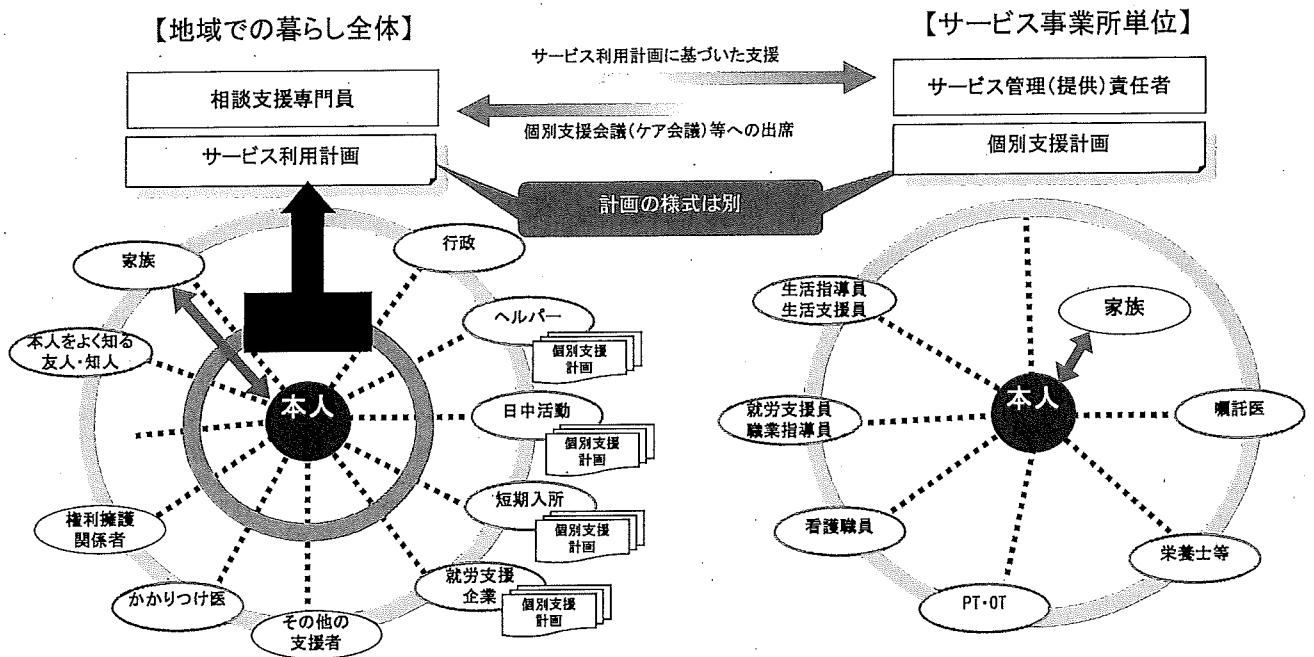 【地域での暮らし全体】
【サービス事業所単位】
サービス利用計画に基づいた支援
相談支援専門員
サービス管理(提供)責任者
個別支援会議(ケア会議)等への出席
サービス利用計画
個別支援計画
計画の様式は別
行政
家族
ヘルパー
個別支援
計画
本人をよく知る
友人・知人
本人
日中活動
個別支援
計画
短期入所
個別支援
計画
権利擁護
関係者
就労支援
企業
個別支援
計画
かかりつけ医
その他の
支援者
生活指導員
生活支援員
家族
本人
就労支援員
職業指導員
嘱託医
看護職員
栄養士等
PT・OT